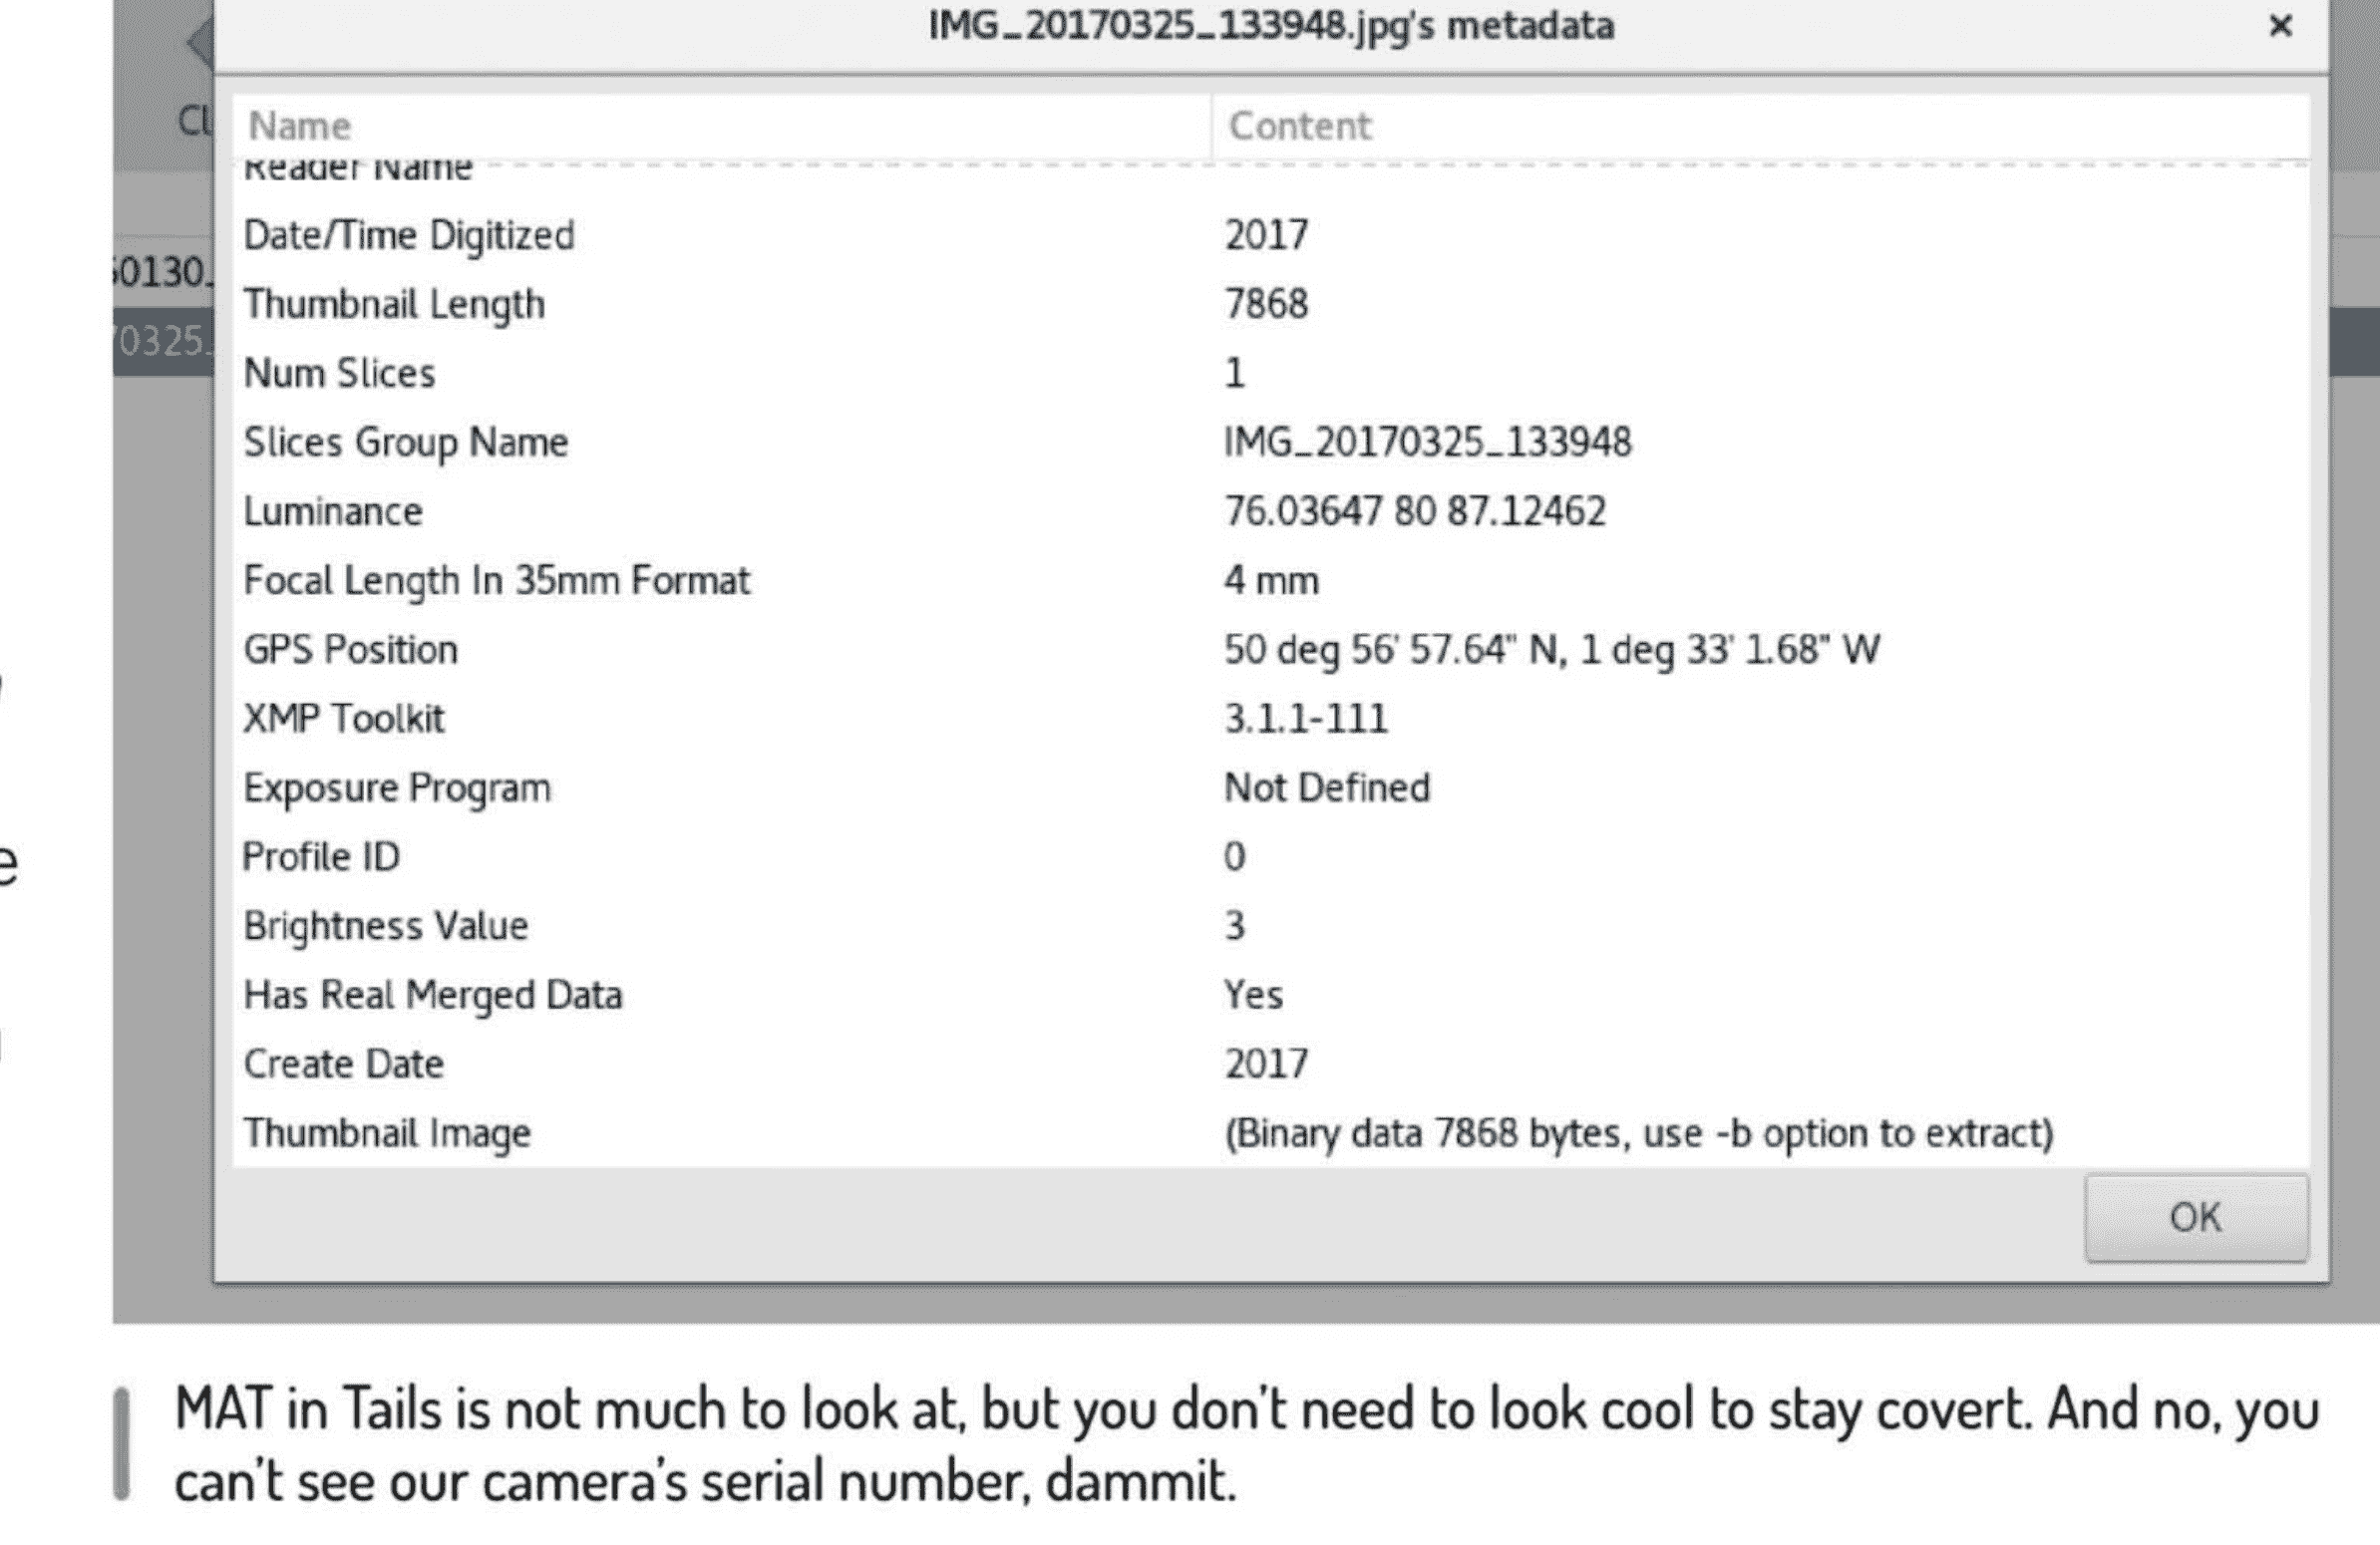 IMG_20170325_133948.jpg's metadata ×
Cl
Name Content
Reader Name
Date/Time Digitized 2017
60130_
Thumbnail Length 7868
70325_
Num Slices 1
Slices Group Name IMG_20170325_133948
Luminance 76.03647 80 87.12462
Focal Length In 35mm Format 4 mm
GPS Position 50 deg 56' 57.64" N, 1 deg 33' 1.68" W
XMP Toolkit 3.1.1-111
Exposure Program Not Defined
Profile ID 0
e
Brightness Value 3
Has Real Merged Data Yes
Create Date 2017
Thumbnail Image (Binary data 7868 bytes, use -b option to extract)
OK
MAT in Tails is not much to look at, but you don't need to look cool to stay covert. And no, you
can't see our camera's serial number, dammit.